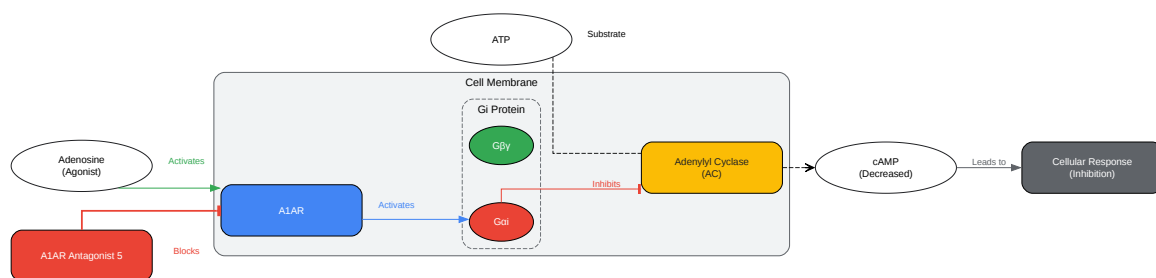 ATP
Substrate
Cell Membrane
Gi Protein
Gβγ
Adenosine
(Agonist)
Activates
Adenylyl Cyclase
(AC)
cAMP
(Decreased)
Leads to
Cellular Response
(Inhibition)
Inhibits
A1AR
Activates
Gαi
A1AR Antagonist 5
Blocks